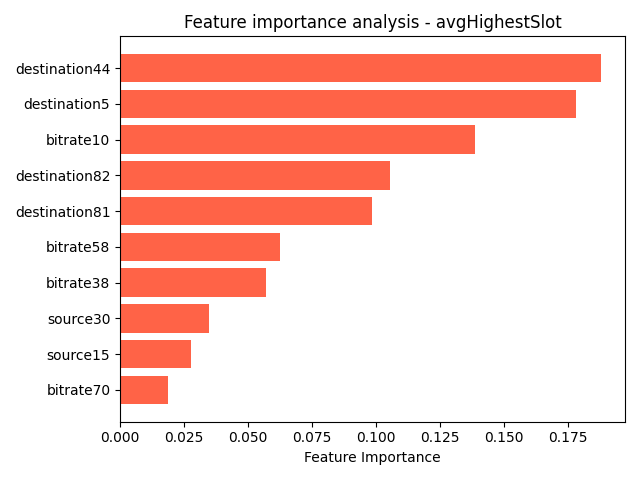 Feature importance analysis - avgHighestSlot
destination44
destination5
bitrate10
destination82
destination81
bitrate58
bitrate38
source30
source15
bitrate70
0.000 0.025 0.050 0.075 0.100 0.125 0.150 0.175
Feature Importance